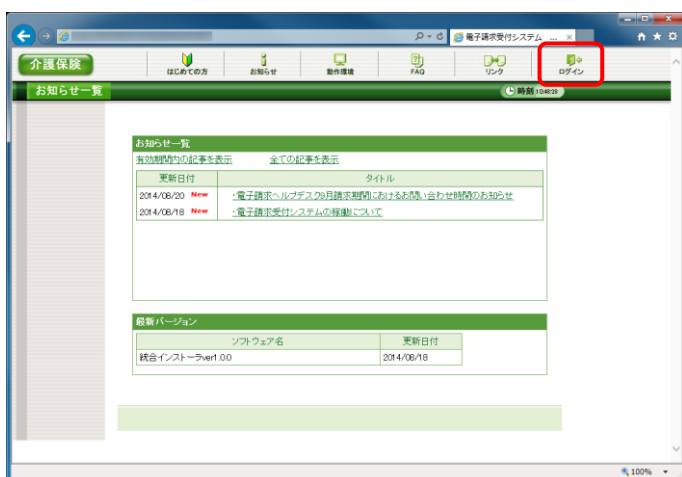 電子請求受付システム ...
介護保険
はじめての方
お知らせ
動作環境
FAQ
リンク
ログイン
お知らせ一覧
時刻 10:48:28
お知らせ一覧
有効期間内の記事を表示 全ての記事を表示
更新日付 タイトル
2014/08/20 New ・電子請求ヘルプデスク9月請求期間におけるお問い合わせ時間のお知らせ
2014/08/18 New ・電子請求受付システムの稼働について
最新バージョン
ソフトウェア名 更新日付
統合インストーラver1.0.0 2014/08/18
100%